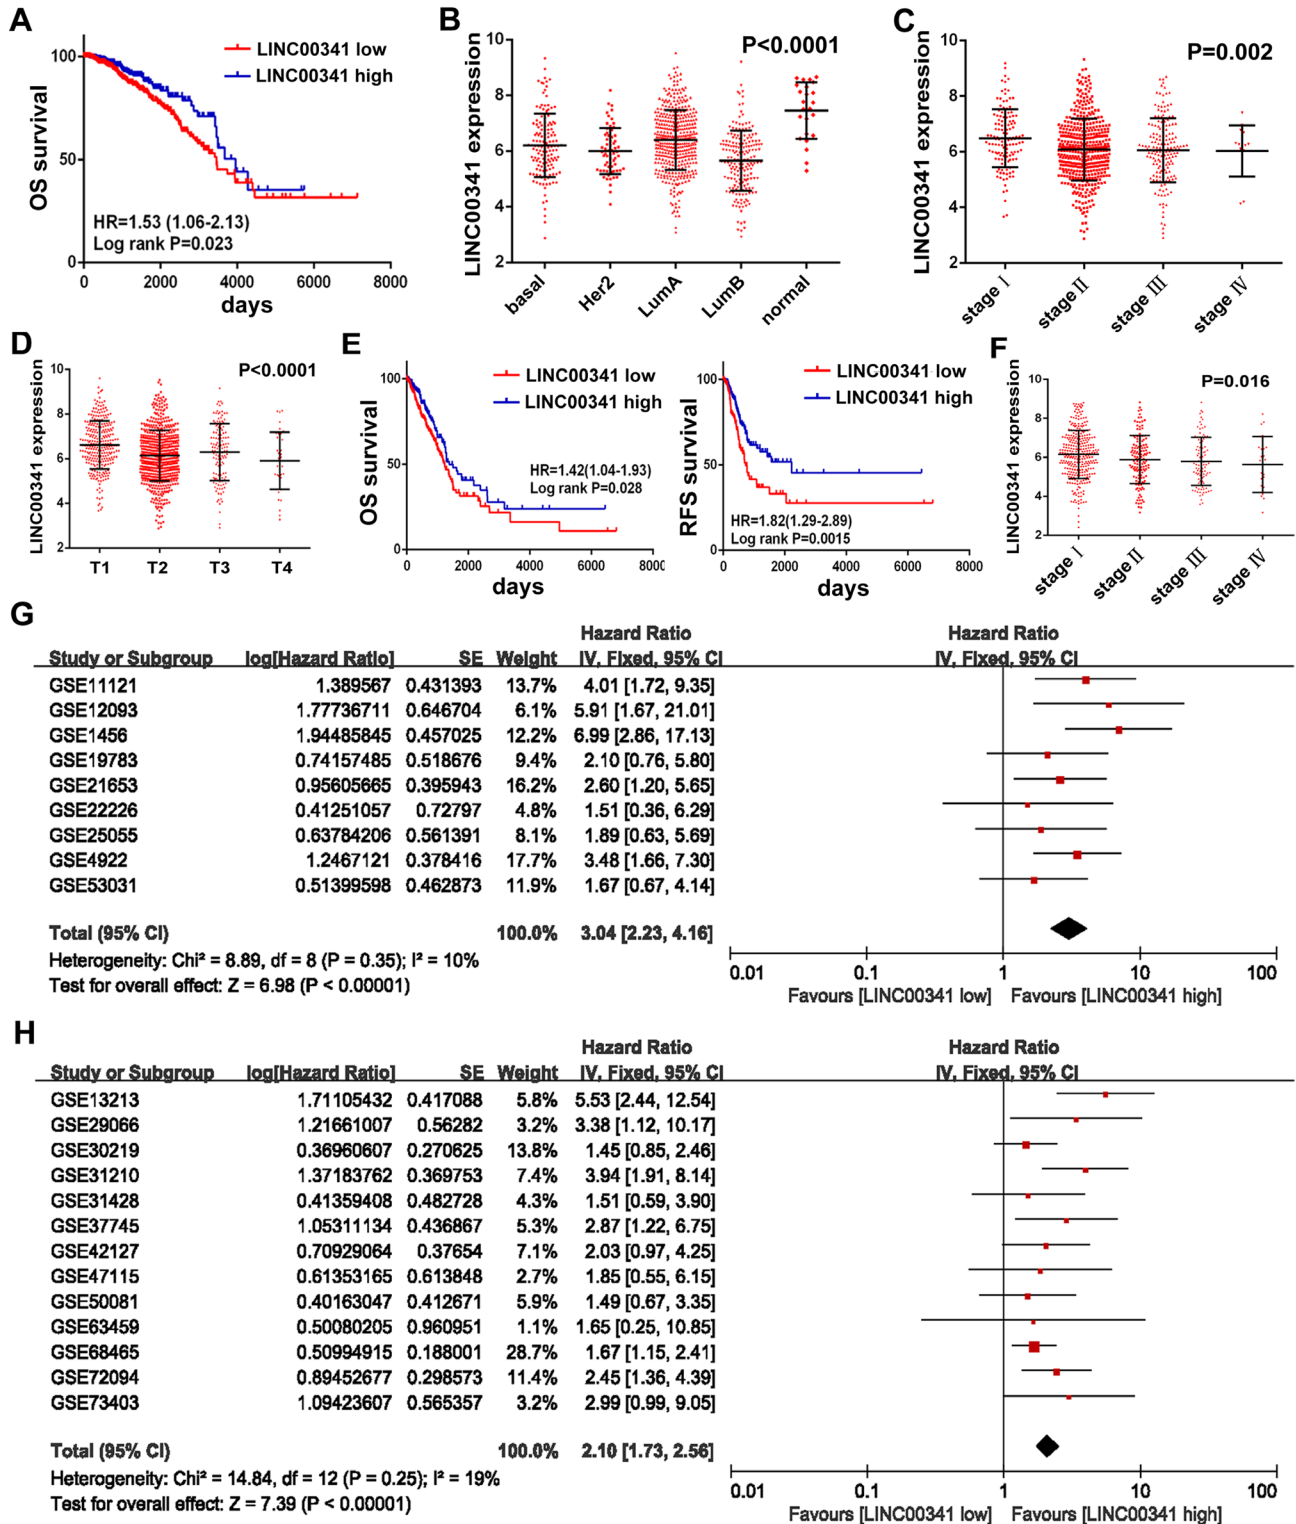 A
LINC00341 low
LINC00341 high
OS survival
100
50
0
HR=1.53 (1.06-2.13)
Log rank P=0.023
0 2000 4000 6000 8000
days
B
P<0.0001
LINC00341 expression
10
8
6
4
2
basal Her2 LumA LumB normal
C
P=0.002
LINC00341 expression
10
8
6
4
2
stage I stage II stage III stage IV
D
P<0.0001
LINC00341 expression
10
8
6
4
2
T1 T2 T3 T4
E
LINC00341 low
LINC00341 high
OS survival
100
50
0
HR=1.42(1.04-1.93)
Log rank P=0.028
0 2000 4000 6000 8000
days
LINC00341 low
LINC00341 high
RFS survival
100
50
0
HR=1.82(1.29-2.89)
Log rank P=0.0015
0 2000 4000 6000 8000
days
F
P=0.016
LINC00341 expression
10
8
6
4
2
stage I stage II stage III stage IV
G
Hazard Ratio Hazard Ratio
Study or Subgroup log[Hazard Ratio] SE Weight IV, Fixed, 95% CI IV, Fixed, 95% CI
GSE11121 1.389567 0.431393 13.7% 4.01 [1.72, 9.35]
GSE12093 1.77736711 0.646704 6.1% 5.91 [1.67, 21.01]
GSE1456 1.94485845 0.457025 12.2% 6.99 [2.86, 17.13]
GSE19783 0.74157485 0.518676 9.4% 2.10 [0.76, 5.80]
GSE21653 0.95605665 0.395943 16.2% 2.60 [1.20, 5.65]
GSE22226 0.41251057 0.72797 4.8% 1.51 [0.36, 6.29]
GSE25055 0.63784206 0.561391 8.1% 1.89 [0.63, 5.69]
GSE4922 1.2467121 0.378416 17.7% 3.48 [1.66, 7.30]
GSE53031 0.51399598 0.462873 11.9% 1.67 [0.67, 4.14]
Total (95% CI) 100.0% 3.04 [2.23, 4.16]
Heterogeneity: Chi² = 8.89, df = 8 (P = 0.35); I² = 10%
Test for overall effect: Z = 6.98 (P < 0.00001)
0.01 0.1 1 10 100
Favours [LINC00341 low] Favours [LINC00341 high]
H
Hazard Ratio Hazard Ratio
Study or Subgroup log[Hazard Ratio] SE Weight IV, Fixed, 95% CI IV, Fixed, 95% CI
GSE13213 1.71105432 0.417088 5.8% 5.53 [2.44, 12.54]
GSE29066 1.21661007 0.56282 3.2% 3.38 [1.12, 10.17]
GSE30219 0.36960607 0.270625 13.8% 1.45 [0.85, 2.46]
GSE31210 1.37183762 0.369753 7.4% 3.94 [1.91, 8.14]
GSE31428 0.41359408 0.482728 4.3% 1.51 [0.59, 3.90]
GSE37745 1.05311134 0.436867 5.3% 2.87 [1.22, 6.75]
GSE42127 0.70929064 0.37654 7.1% 2.03 [0.97, 4.25]
GSE47115 0.61353165 0.613848 2.7% 1.85 [0.55, 6.15]
GSE50081 0.40163047 0.412671 5.9% 1.49 [0.67, 3.35]
GSE63459 0.50080205 0.960951 1.1% 1.65 [0.25, 10.85]
GSE68465 0.50994915 0.188001 28.7% 1.67 [1.15, 2.41]
GSE72094 0.89452677 0.298573 11.4% 2.45 [1.36, 4.39]
GSE73403 1.09423607 0.565357 3.2% 2.99 [0.99, 9.05]
Total (95% CI) 100.0% 2.10 [1.73, 2.56]
Heterogeneity: Chi² = 14.84, df = 12 (P = 0.25); I² = 19%
Test for overall effect: Z = 7.39 (P < 0.00001)
0.01 0.1 1 10 100
Favours [LINC00341 low] Favours [LINC00341 high]